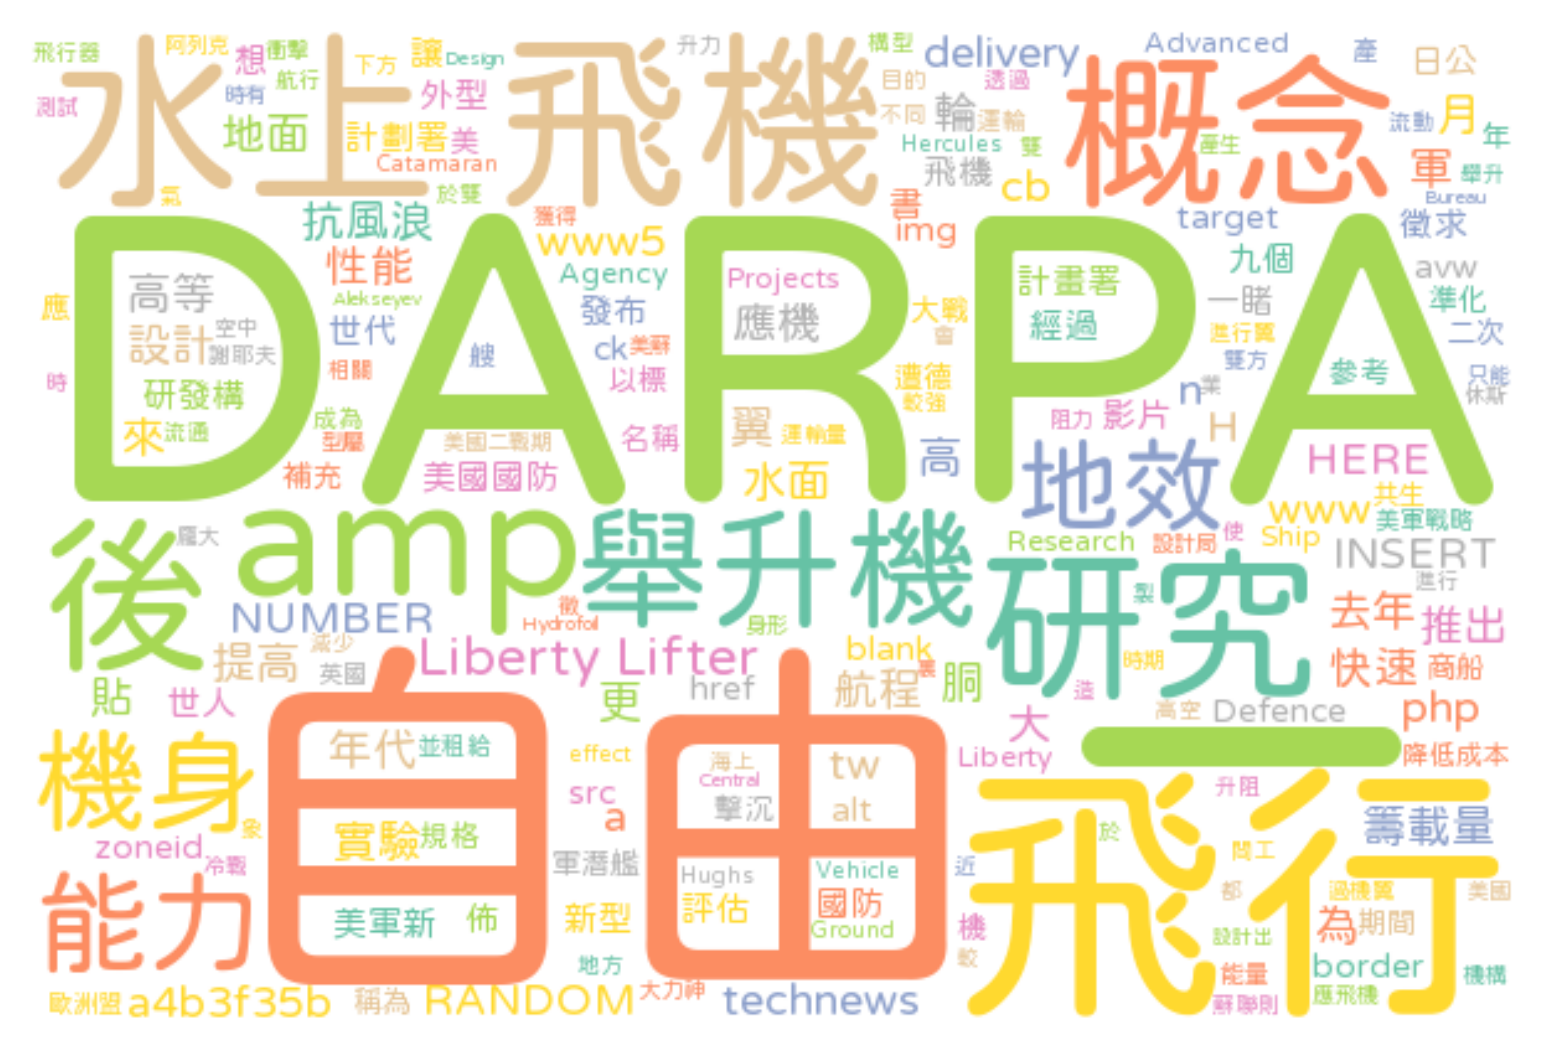 飛行器 阿列克 想 衝擊 下方 讓 Design 升力 構型 delivery Advanced 產 日公
水上飛機 概念
測試 時有 航行 外型 目的 透過 流動 月 年
地面 計劃署 美 不同 輪 運輸 Hercules 雙 產生 軍 舉升
Catamaran 飛機 cb Bureau
氣 於雙 獲得 書 target 徵求
抗風浪 www5 img 九個 avw
DARPA
性能 Agency Projects 計畫署 一睹 準化
高等 Alekseyev 發布 應機 大戰 經過 進行翼 二次
應 設計 空中 世代 ck 美蘇 會 雙方
謝耶夫 相關 艘 以標 遭德 參考 只能
時 研發構 較強 n 業 休斯
來 流通 成為 翼 運輸量 阻力 影片 H
型屬 美國二戰期 名稱 高 HERE
補充 美國國防 水面 地效 www 共生
後 龐大 amp 舉升機 研究 Research 設計局 使 Ship 美軍戰略
INSERT 進行
NUMBER 徵 Hydrofoil 身形 製 去年 推出
提高 減少 英國 Liberty Lifter blank 裏 時期 快速 商船
貼 世人 更 href 航程 胴 造 高空 Defence php
自由 大 一
機身 年代 並租給 effect 海上 Central tw Liberty 降低成本
src 擊沉 alt 升阻
zoneid 象 實驗 規格 a 於 籌載量
冷戰 軍潛艦 Hughs Vehicle 近 間工
能力 飛行
美軍新 佈 新型 評估 國防 Ground 機 都 過機翼 美國
為 期間
地方 較 設計出 能量 border 機構
歐洲盟 a4b3f35b 稱為 RANDOM 大力神 technews 蘇聯則 應飛機